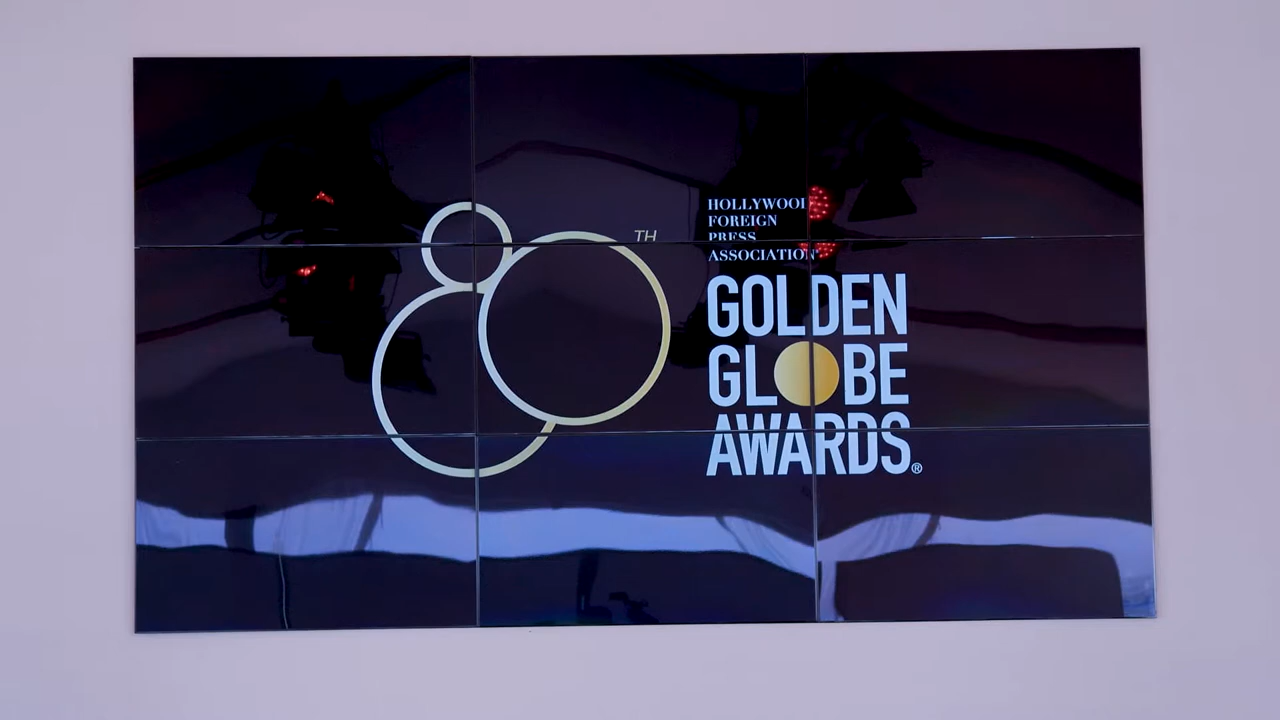 80TH
HOLLYWOOD
FOREIGN
PRESS
ASSOCIATION
GOLDEN
GLOBE
AWARDS®